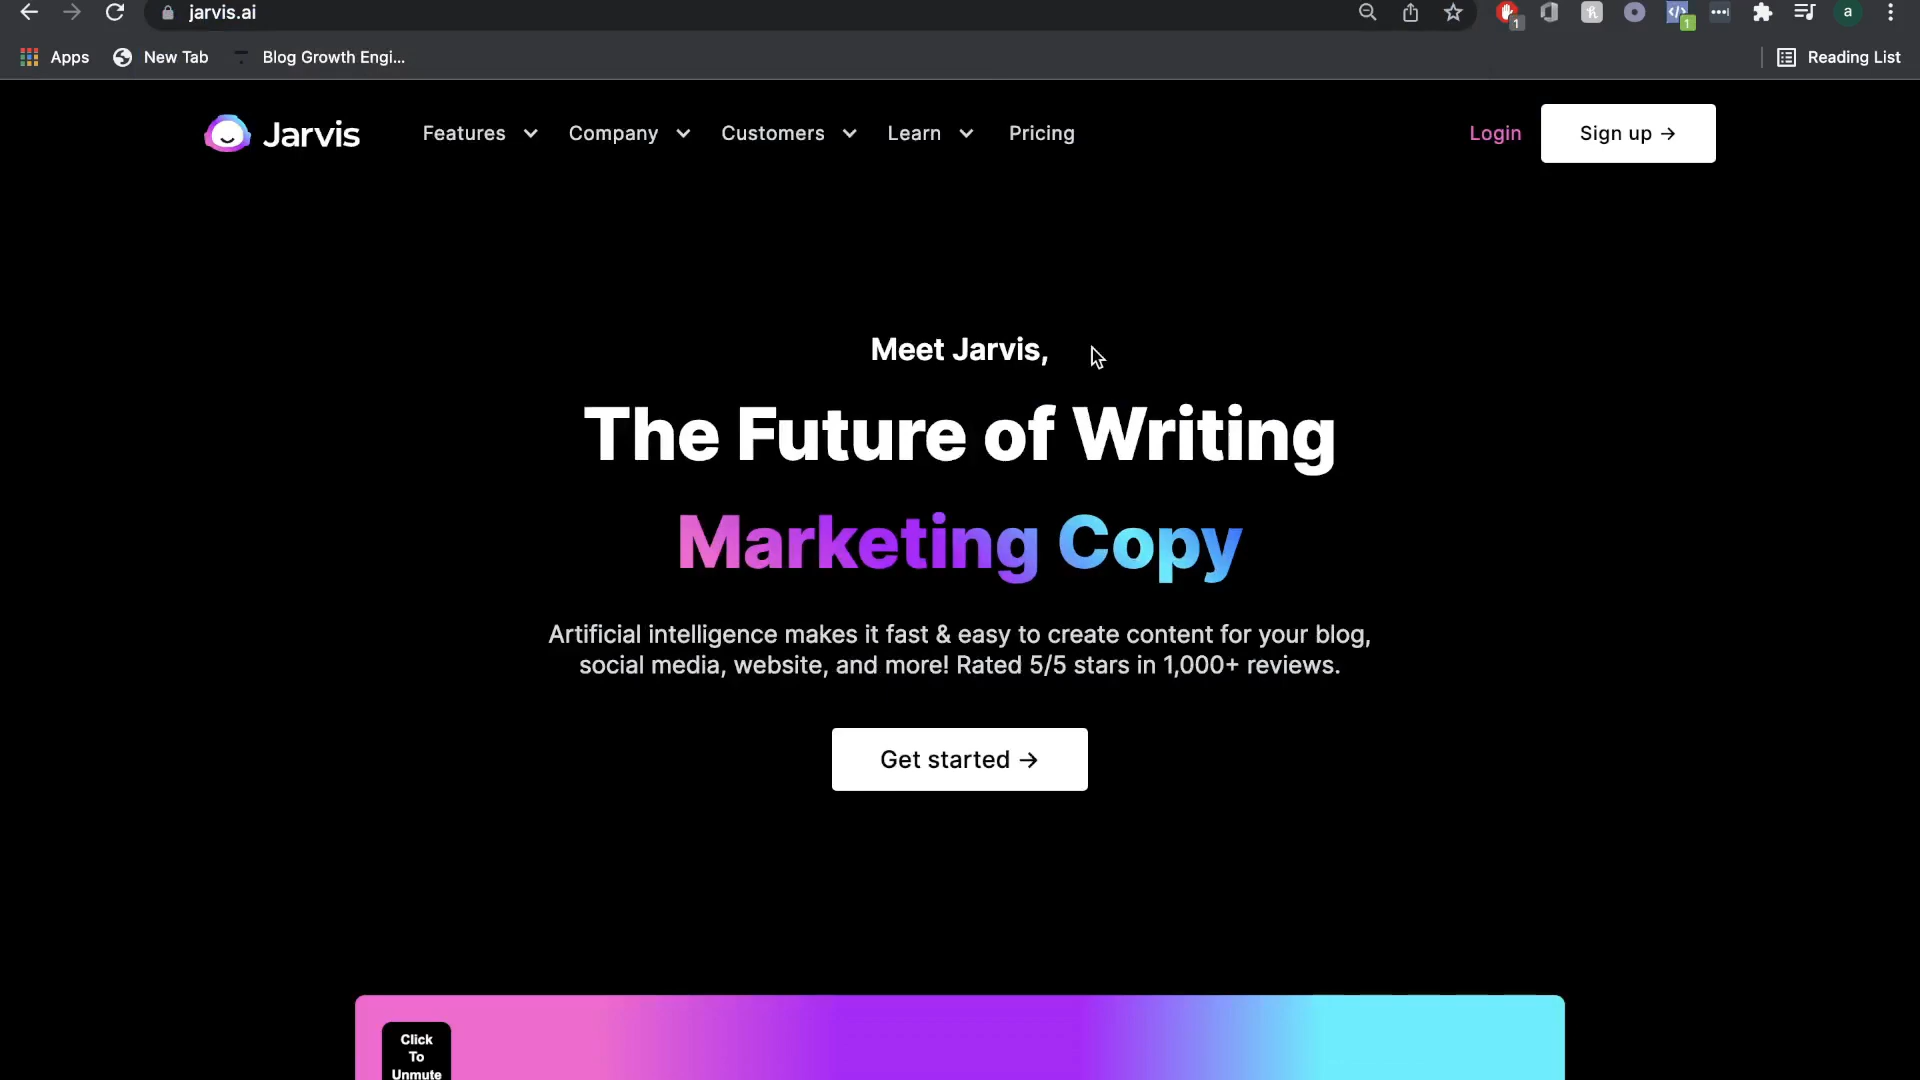 jarvis.ai
1
1
a
Apps
New Tab
Blog Growth Engi...
Reading List
Jarvis
Features
Company
Customers
Learn
Pricing
Login
Sign up →
Meet Jarvis,
The Future of Writing
Marketing Copy
Artificial intelligence makes it fast & easy to create content for your blog,
social media, website, and more! Rated 5/5 stars in 1,000+ reviews.
Get started →
Click
To
Unmute